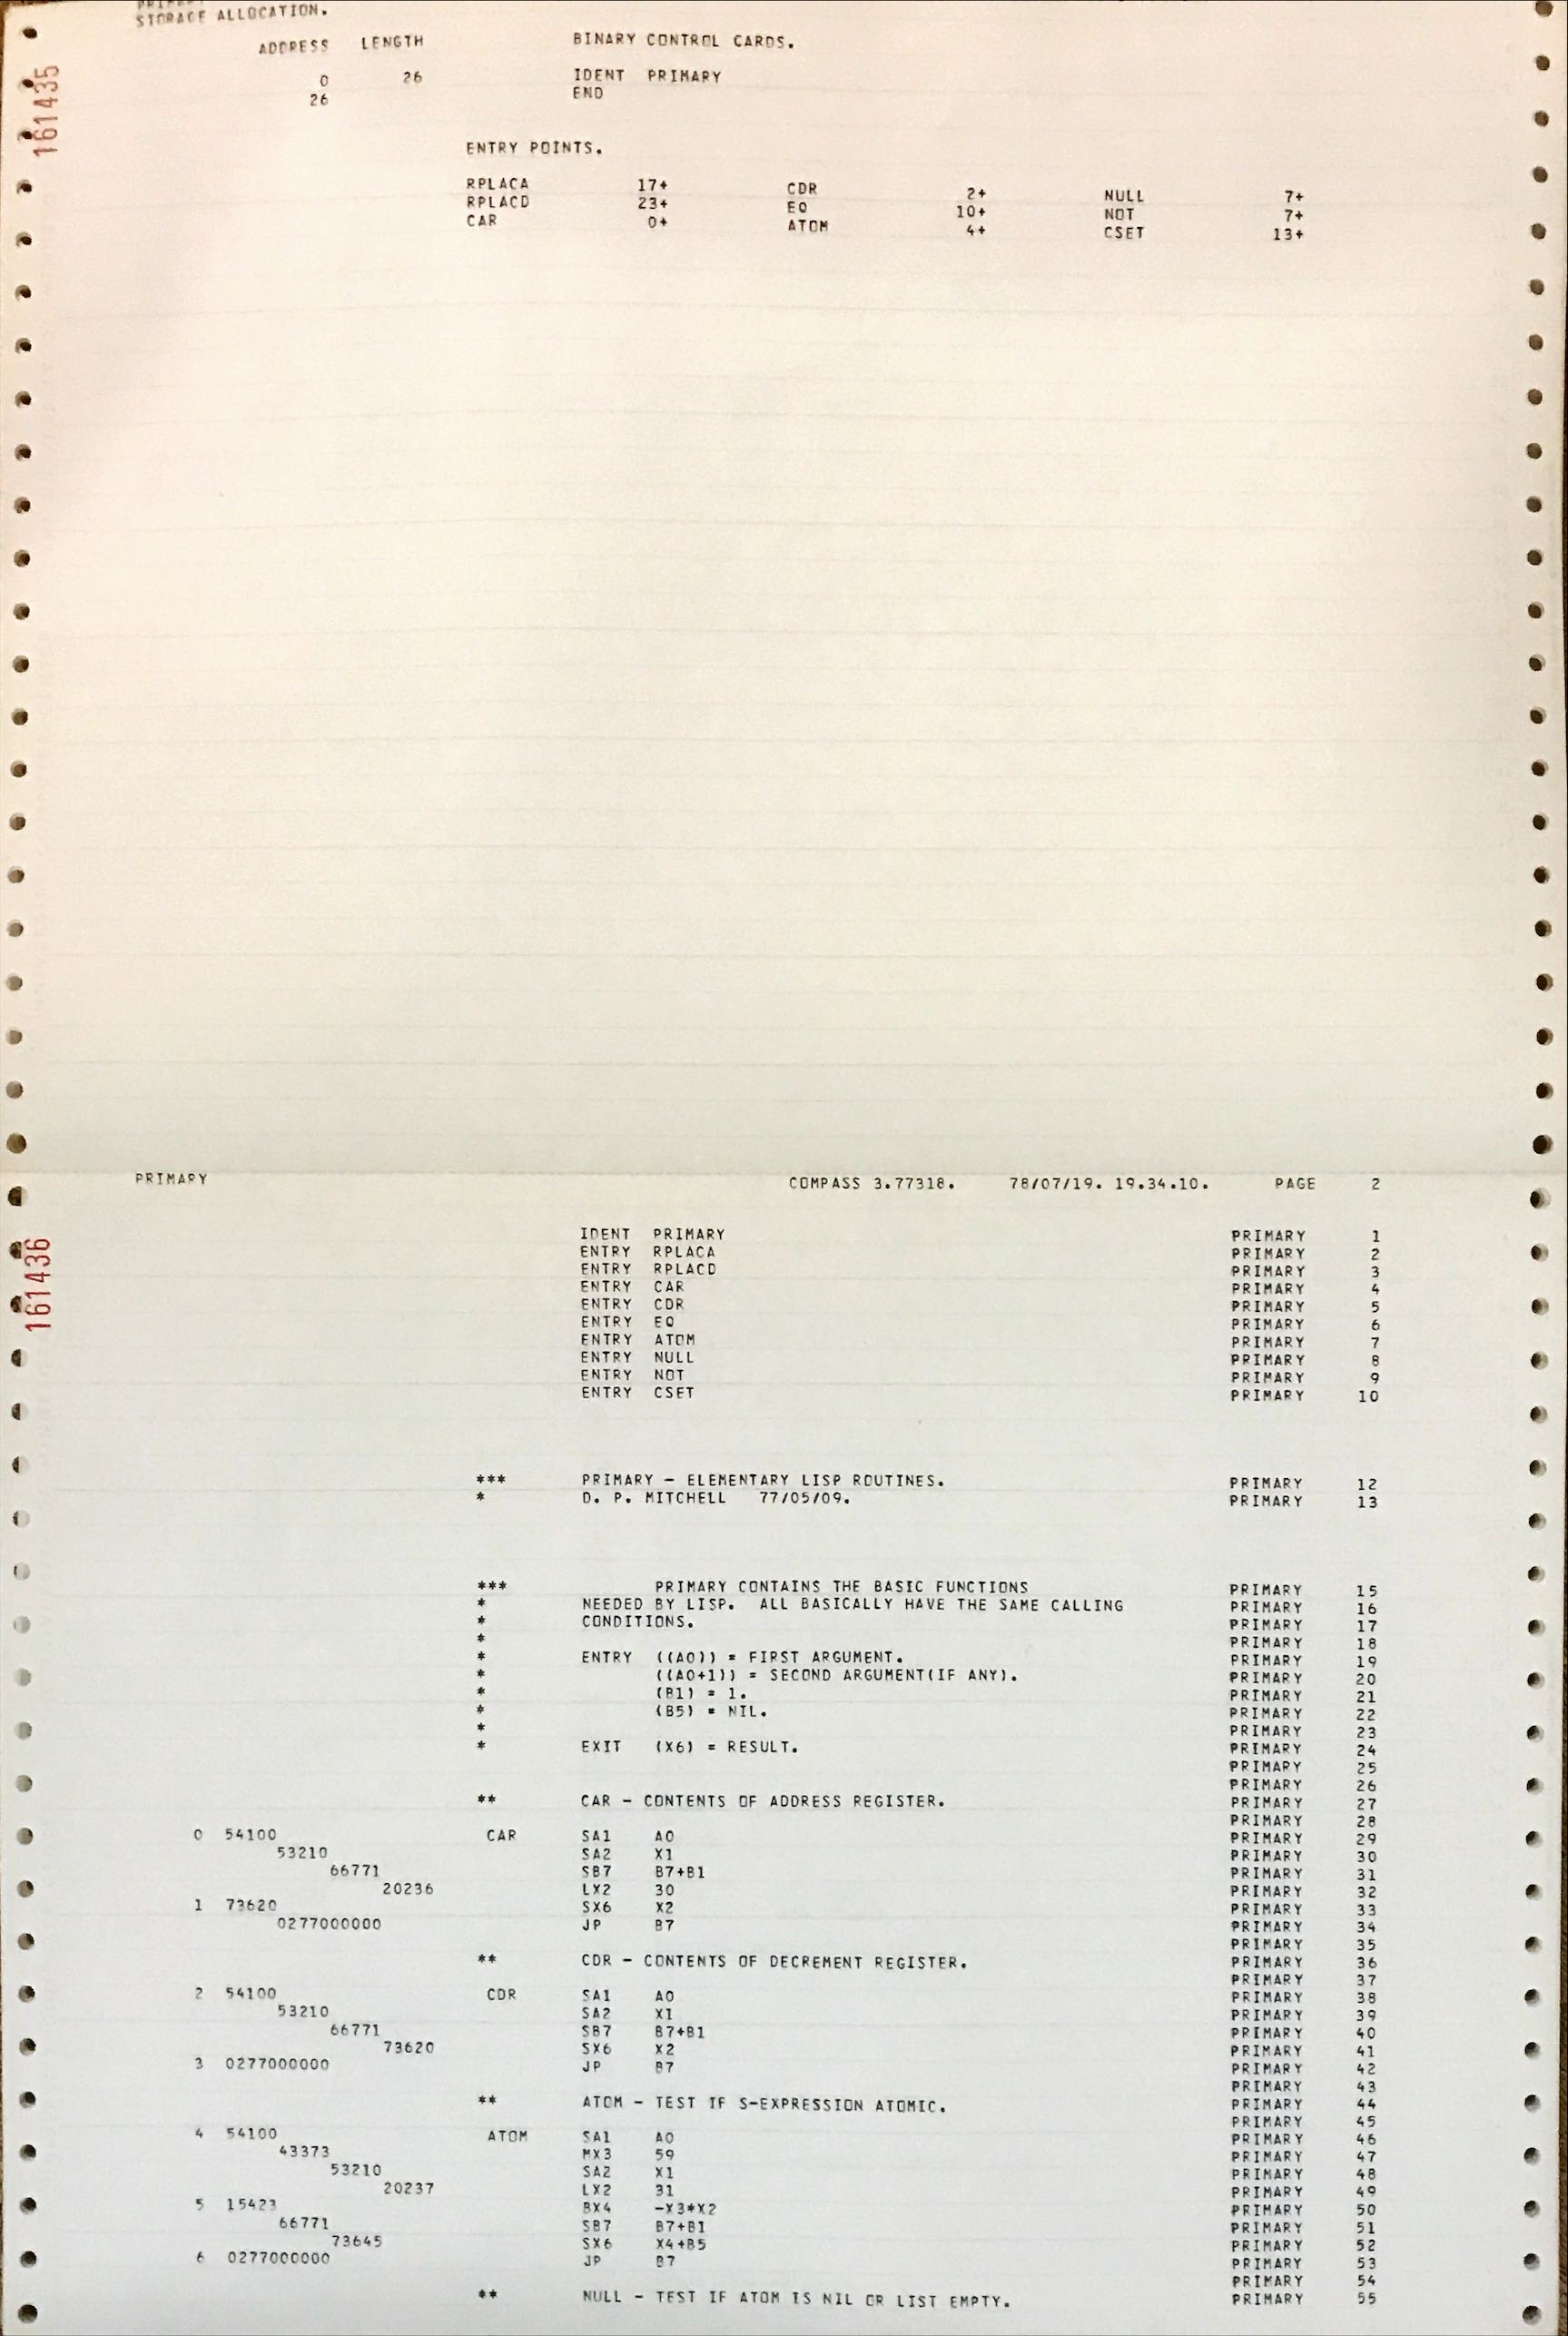 PRIMARY
STORAGE ALLOCATION.
ADDRESS LENGTH BINARY CONTROL CARDS.
0 26 IDENT PRIMARY
26 END
161435
ENTRY POINTS.
RPLACA 17+ CDR 2+ NULL 7+
RPLACD 23+ EQ 10+ NOT 7+
CAR 0+ ATOM 4+ CSET 13+
PRIMARY COMPASS 3.77318. 78/07/19. 19.34.10. PAGE 2
161436
IDENT PRIMARY PRIMARY 1
ENTRY RPLACA PRIMARY 2
ENTRY RPLACD PRIMARY 3
ENTRY CAR PRIMARY 4
ENTRY CDR PRIMARY 5
ENTRY EQ PRIMARY 6
ENTRY ATOM PRIMARY 7
ENTRY NULL PRIMARY 8
ENTRY NOT PRIMARY 9
ENTRY CSET PRIMARY 10
*** PRIMARY - ELEMENTARY LISP ROUTINES. PRIMARY 12
* D. P. MITCHELL 77/05/09. PRIMARY 13
*** PRIMARY CONTAINS THE BASIC FUNCTIONS PRIMARY 15
* NEEDED BY LISP. ALL BASICALLY HAVE THE SAME CALLING PRIMARY 16
* CONDITIONS. PRIMARY 17
* PRIMARY 18
* ENTRY ((A0)) = FIRST ARGUMENT. PRIMARY 19
* ((A0+1)) = SECOND ARGUMENT(IF ANY). PRIMARY 20
* (B1) = 1. PRIMARY 21
* (B5) = NIL. PRIMARY 22
* PRIMARY 23
* EXIT (X6) = RESULT. PRIMARY 24
PRIMARY 25
PRIMARY 26
** CAR - CONTENTS OF ADDRESS REGISTER. PRIMARY 27
PRIMARY 28
0 54100 CAR SA1 A0 PRIMARY 29
53210 SA2 X1 PRIMARY 30
66771 SB7 B7+B1 PRIMARY 31
20236 LX2 30 PRIMARY 32
1 73620 SX6 X2 PRIMARY 33
0277000000 JP B7 PRIMARY 34
PRIMARY 35
** CDR - CONTENTS OF DECREMENT REGISTER. PRIMARY 36
PRIMARY 37
2 54100 CDR SA1 A0 PRIMARY 38
53210 SA2 X1 PRIMARY 39
66771 SB7 B7+B1 PRIMARY 40
73620 SX6 X2 PRIMARY 41
3 0277000000 JP B7 PRIMARY 42
PRIMARY 43
** ATOM - TEST IF S-EXPRESSION ATOMIC. PRIMARY 44
PRIMARY 45
4 54100 ATOM SA1 A0 PRIMARY 46
43373 MX3 59 PRIMARY 47
53210 SA2 X1 PRIMARY 48
20237 LX2 31 PRIMARY 49
5 15423 BX4 -X3*X2 PRIMARY 50
66771 SB7 B7+B1 PRIMARY 51
73645 SX6 X4+B5 PRIMARY 52
6 0277000000 JP B7 PRIMARY 53
PRIMARY 54
** NULL - TEST IF ATOM IS NIL OR LIST EMPTY. PRIMARY 55